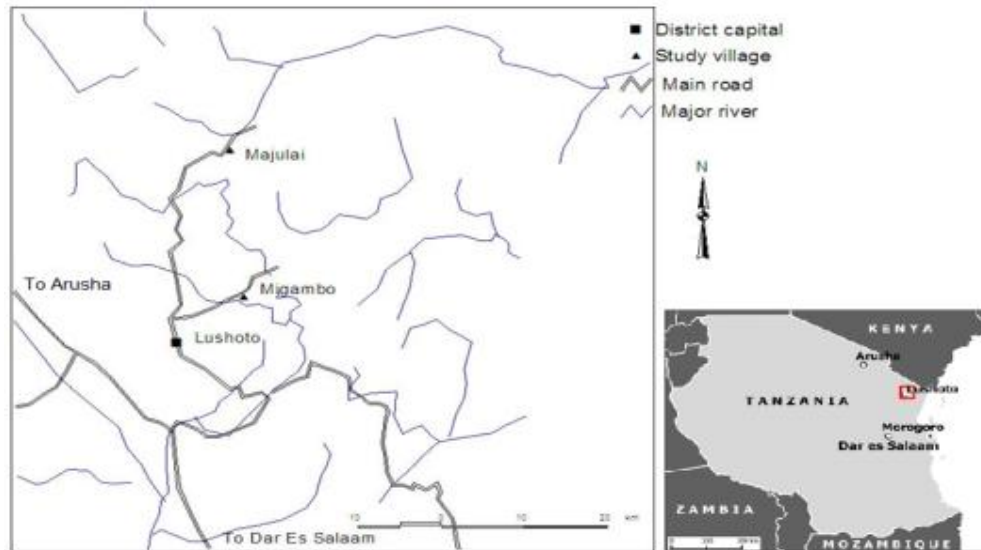 District capital
Study village
Main road
Major river
Majulai
N
To Arusha
Migambo
Lushoto
To Dar Es Salaam
10
20
km
KENYA
Arusha
Lushoto
TANZANIA
Morogoro
Dar es Salaam
ZAMBIA
MOZAMBIQUE